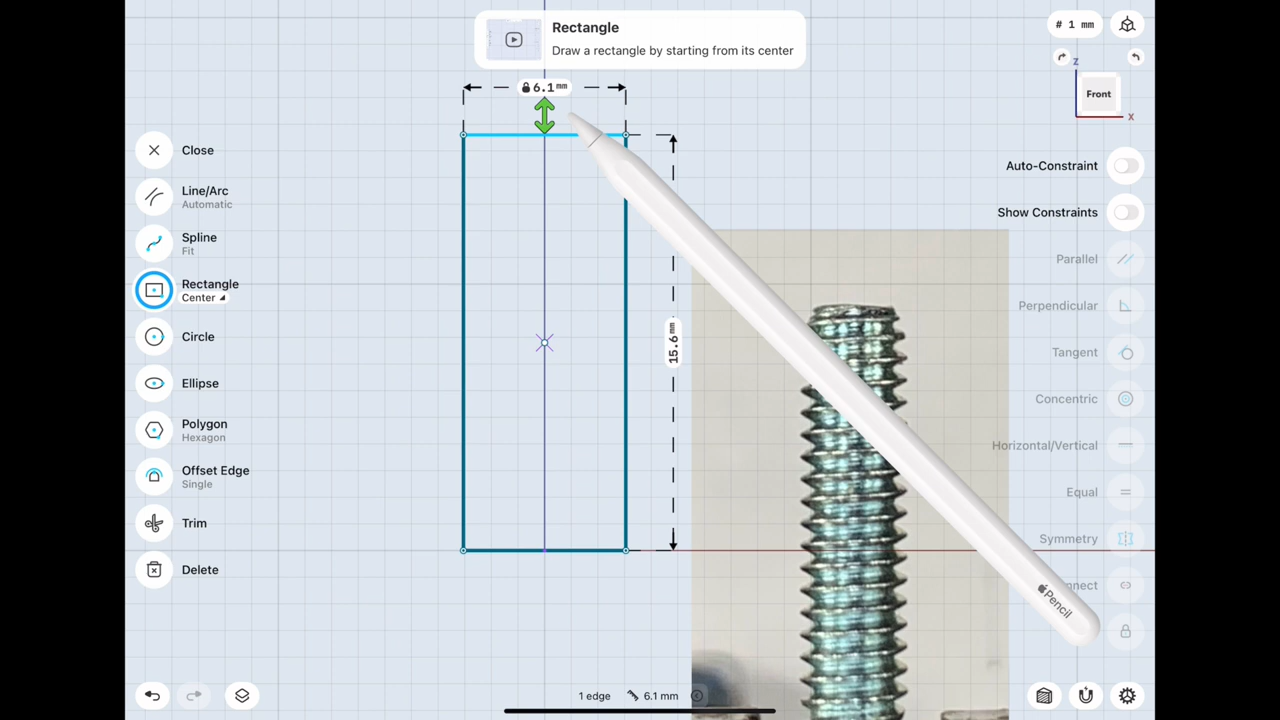 Rectangle
Draw a rectangle by starting from its center
# 1 mm
6.1 mm
Z
Front
X
Close
Line/Arc
Automatic
Spline
Fit
Rectangle
Center
Circle
Ellipse
Polygon
Hexagon
Offset Edge
Single
Trim
Delete
15.6 mm
Auto-Constraint
Show Constraints
Parallel
Perpendicular
Tangent
Concentric
Horizontal/Vertical
Equal
Symmetry
nnect
Pencil
1 edge
6.1 mm